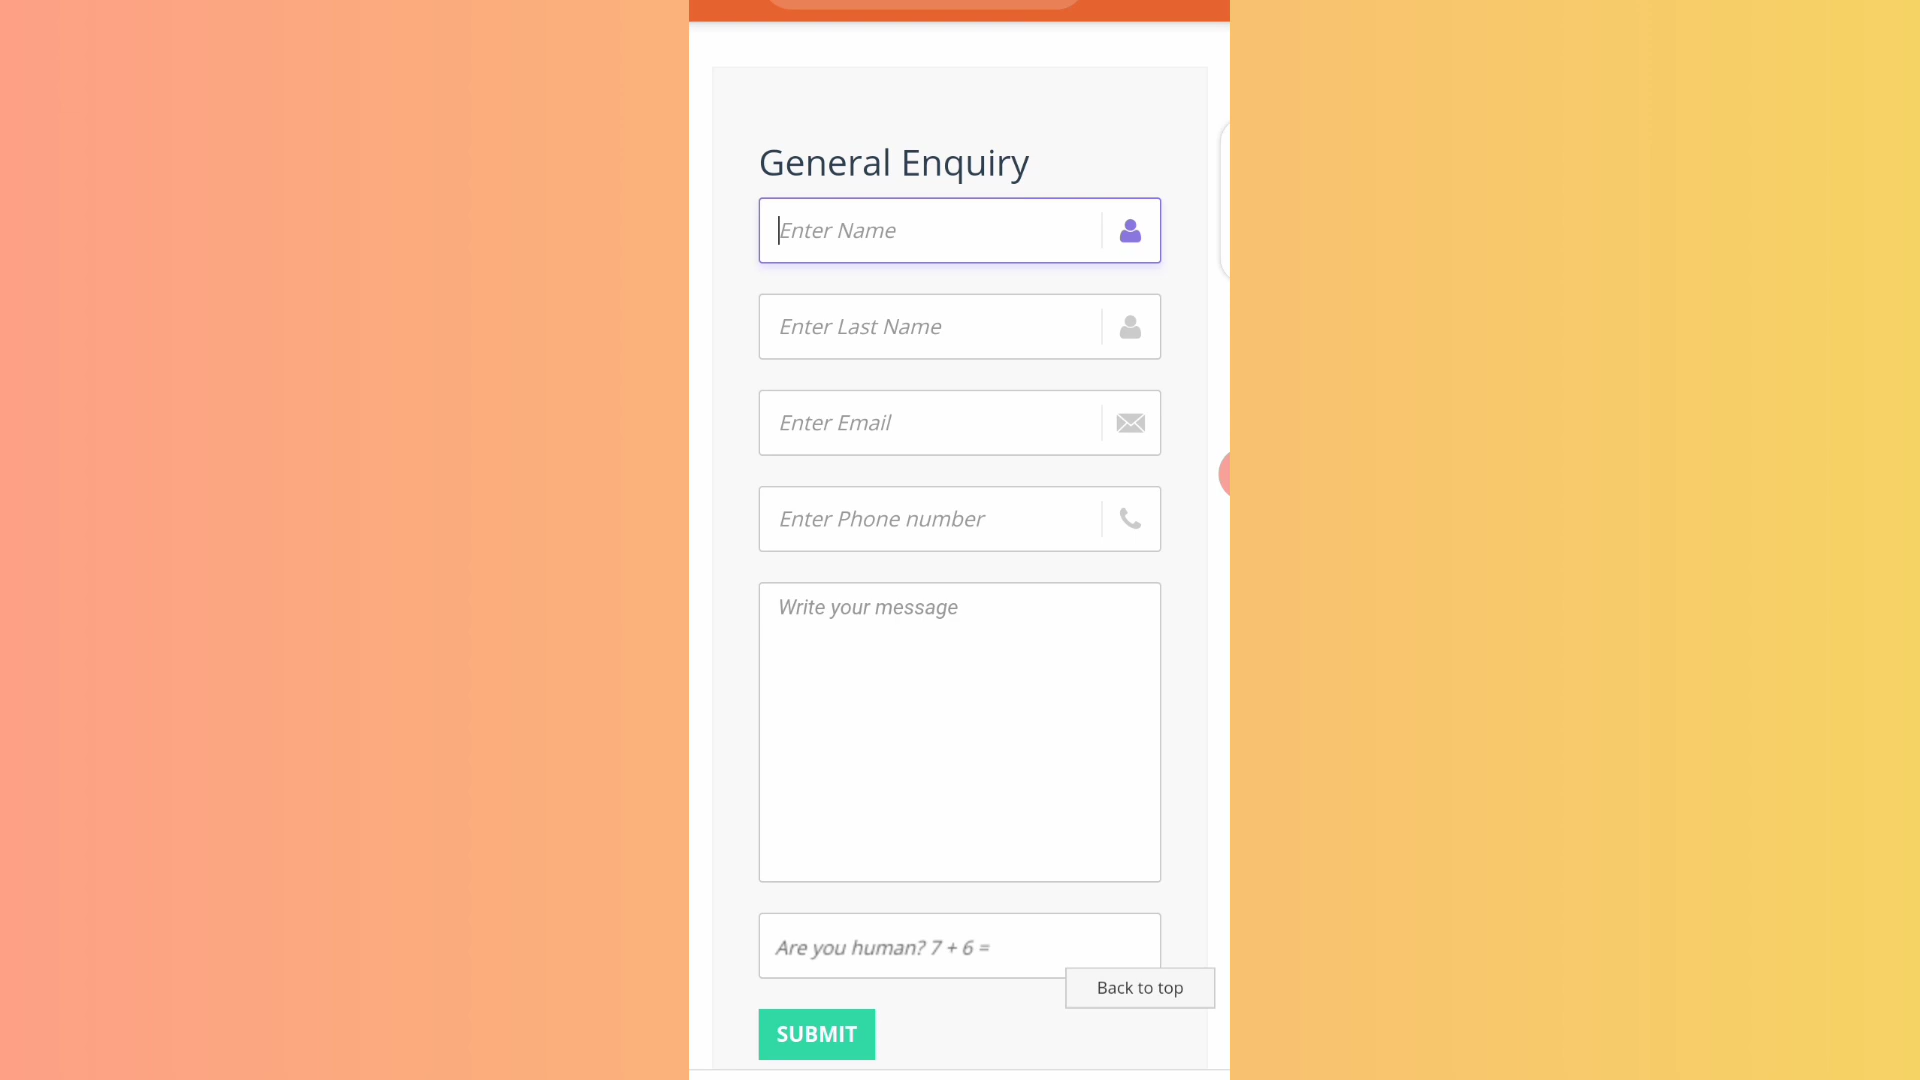 General Enquiry
Enter Name
Enter Last Name
Enter Email
Enter Phone number
Write your message
Are you human? 7 + 6 =
Back to top
SUBMIT